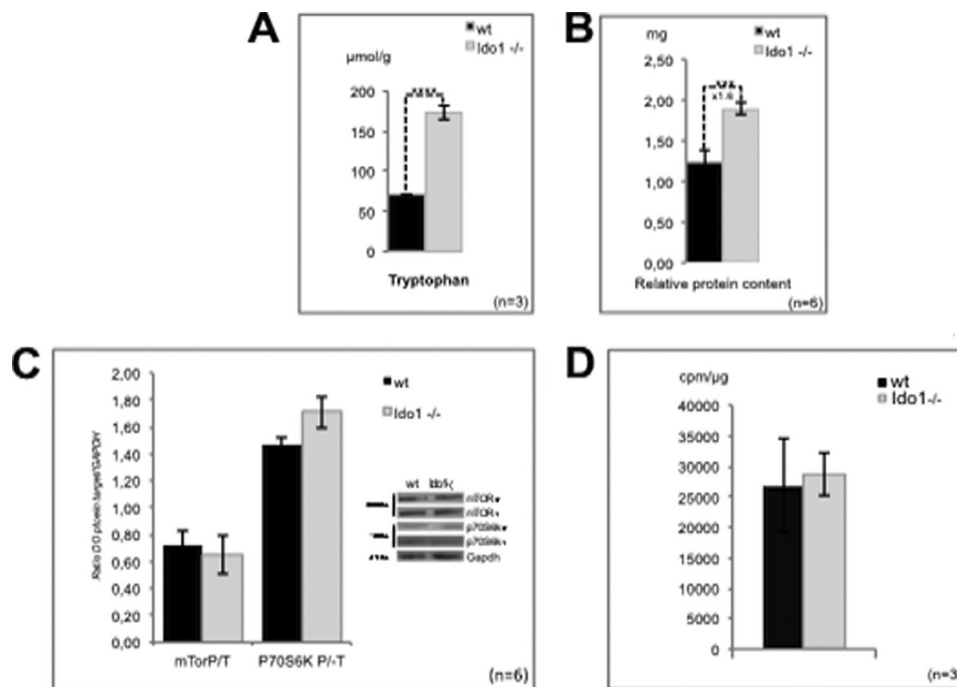 A
wt
Ido1 -/-
µmol/g
200
150
100
50
0
Tryptophan
(n=3)
B
wt
Ido1 -/-
mg
2,50
2,00
1,50
1,00
0,50
0,00
x1.6
Relative protein content
(n=6)
C
2,00
1,80
1,60
1,40
1,20
1,00
0,80
0,60
0,40
0,20
0,00
wt
Ido1 -/-
mTorP/T
P70S6K P/-T
wt
Gapdh
(n=6)
D
cpm/µg
wt
Ido1-/-
40000
35000
30000
25000
20000
15000
10000
5000
0
(n=3